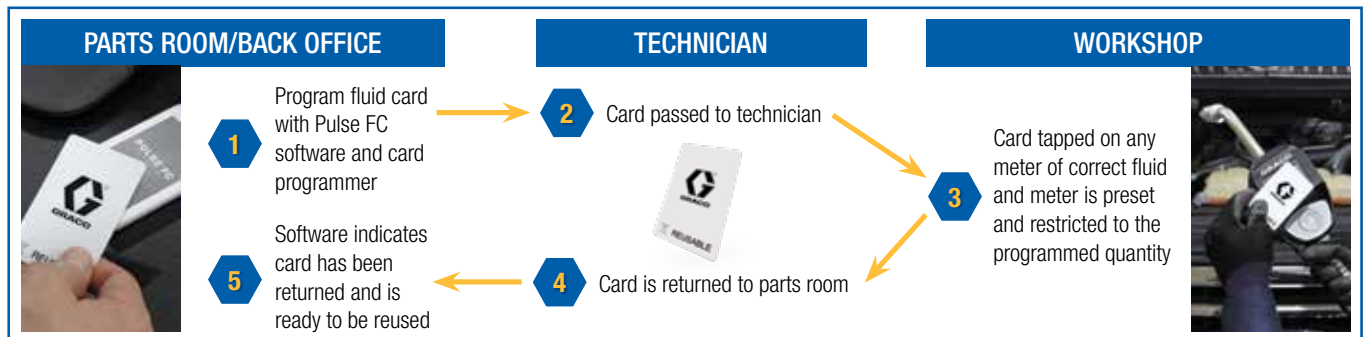 PARTS ROOM/BACK OFFICE
TECHNICIAN
WORKSHOP
1
Program fluid card
with Pulse FC
software and card
programmer
2
Card passed to technician
3
Card tapped on any
meter of correct fluid
and meter is preset
and restricted to the
programmed quantity
4
Card is returned to parts room
5
Software indicates
card has been
returned and is
ready to be reused
PULSE FC
GRACO
GRACO
REUSABLE
GRACO